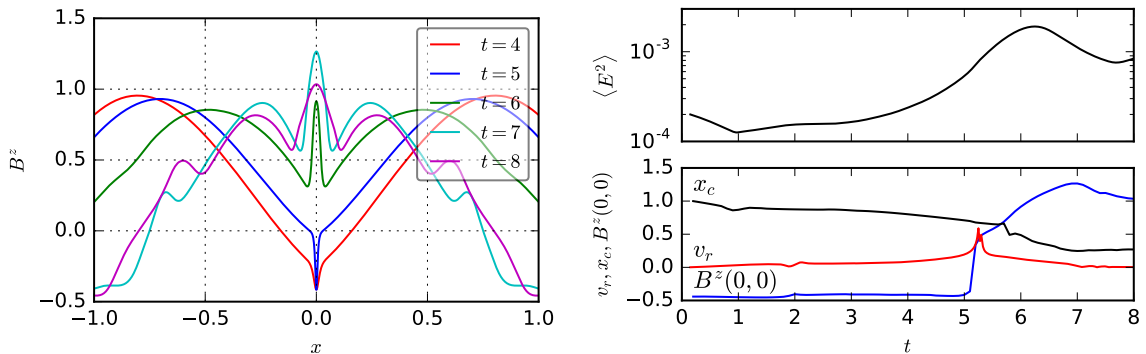 1.5
1.0
0.5
0.0
−0.5
−1.0
−0.5
0.0
0.5
1.0
B^z
x
t = 4
t = 5
t = 6
t = 7
t = 8
10^-3
10^-4
⟨E^2⟩
1.5
1.0
0.5
0.0
−0.5
v_r, x_c, B^z(0,0)
x_c
v_r
B^z(0,0)
0
1
2
3
4
5
6
7
8
t